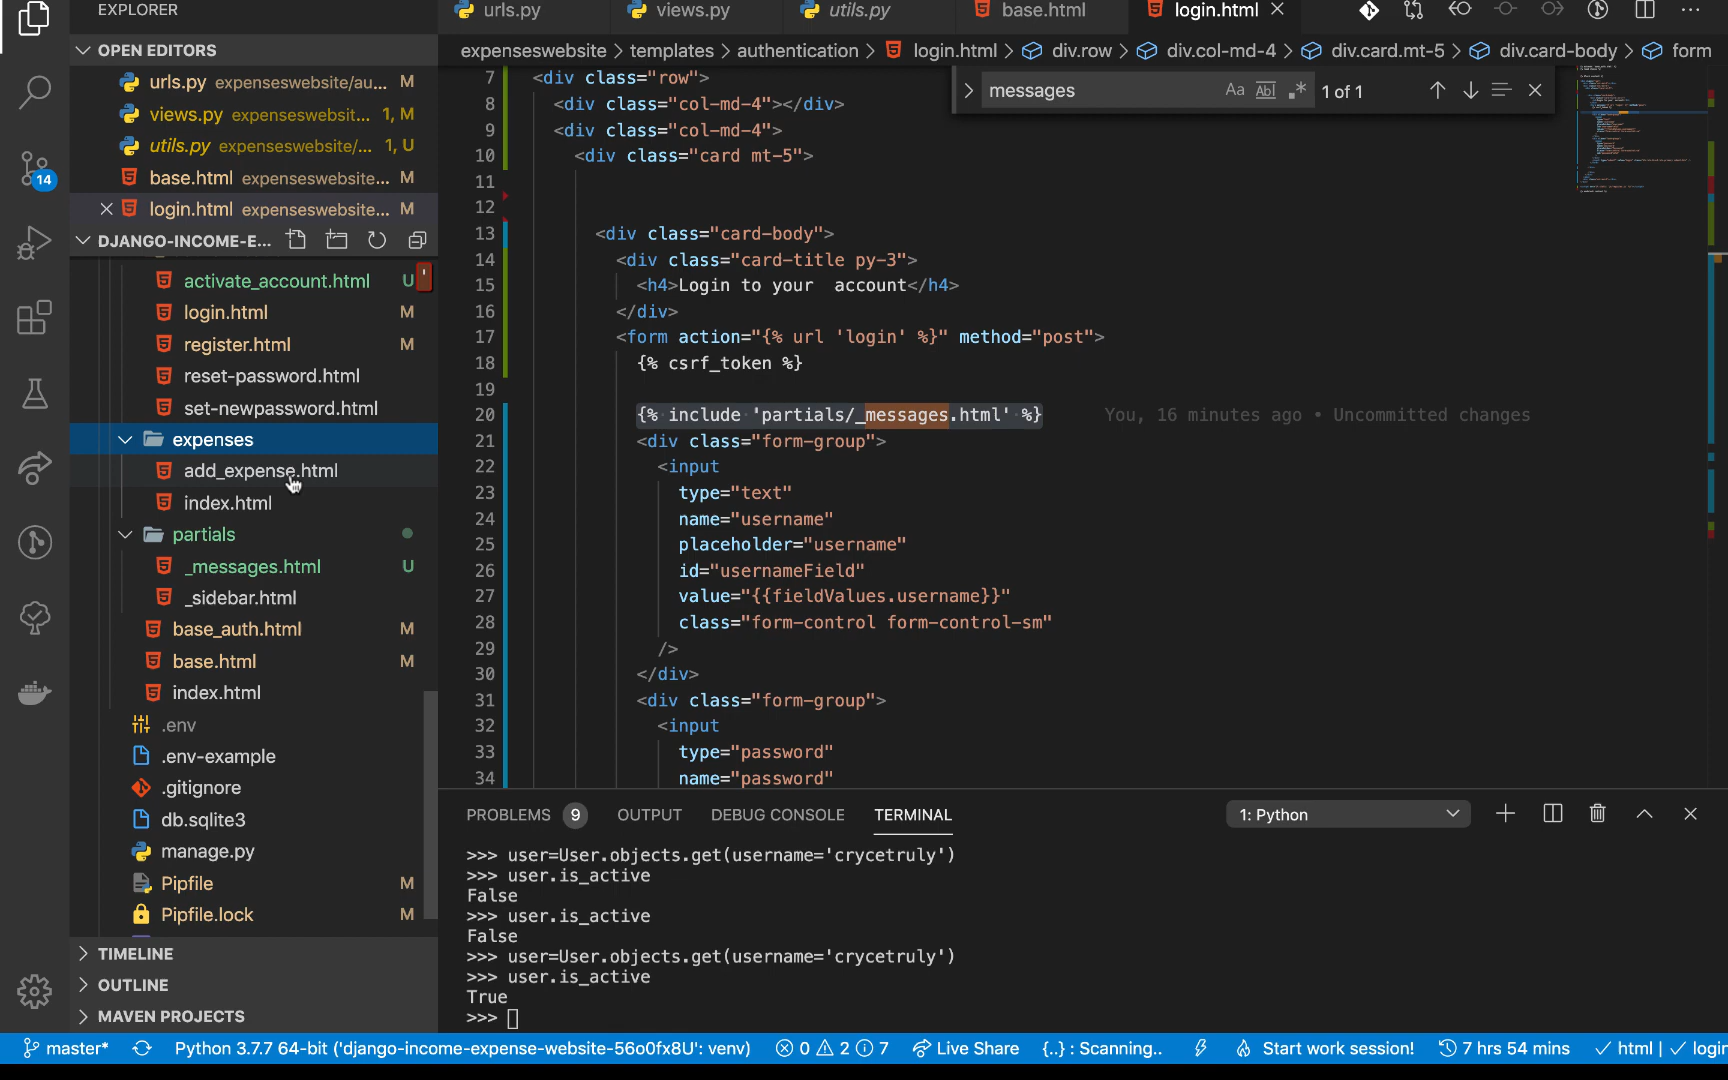 EXPLORER
OPEN EDITORS
urls.py expenseswebsite/au... M
views.py expenseswebsit... 1, M
utils.py expenseswebsite/... 1, U
base.html expenseswebsite... M
login.html expenseswebsite... M
DJANGO-INCOME-E...
activate_account.html U
login.html M
register.html M
reset-password.html
set-newpassword.html
expenses
add_expense.html
index.html
partials
_messages.html U
_sidebar.html
base_auth.html M
base.html M
index.html
.env
.env-example
.gitignore
db.sqlite3
manage.py
Pipfile M
Pipfile.lock M
TIMELINE
OUTLINE
MAVEN PROJECTS
14
urls.py views.py utils.py base.html login.html
expenseswebsite > templates > authentication > login.html > div.row > div.col-md-4 > div.card.mt-5 > div.card-body > form
messages Aa Abl .* 1 of 1
7 <div class="row">
8 <div class="col-md-4"></div>
9 <div class="col-md-4">
10 <div class="card mt-5">
11
12
13 <div class="card-body">
14 <div class="card-title py-3">
15 <h4>Login to your  account</h4>
16 </div>
17 <form action="{% url 'login' %}" method="post">
18 {% csrf_token %}
19
20 {% include 'partials/_messages.html' %} You, 16 minutes ago • Uncommitted changes
21 <div class="form-group">
22 <input
23 type="text"
24 name="username"
25 placeholder="username"
26 id="usernameField"
27 value="{{fieldValues.username}}"
28 class="form-control form-control-sm"
29 />
30 </div>
31 <div class="form-group">
32 <input
33 type="password"
34 name="password"
PROBLEMS 9 OUTPUT DEBUG CONSOLE TERMINAL 1: Python
>>> user=User.objects.get(username='crycetruly')
>>> user.is_active
False
>>> user.is_active
False
>>> user=User.objects.get(username='crycetruly')
>>> user.is_active
True
>>>
master* Python 3.7.7 64-bit ('django-income-expense-website-56o0fx8U': venv) 0 2 7 Live Share {..} : Scanning.. Start work session! 7 hrs 54 mins ✓ html | ✓ login